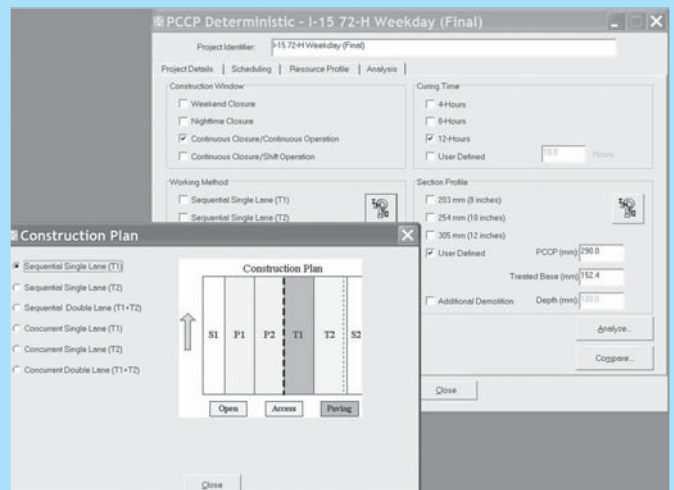 PCCP Deterministic - I-15 72-H Weekday (Final)
Project Identifier: I-15 72-H Weekday (Final)
Project Details | Scheduling | Resource Profile | Analysis |
Construction Window
Weekend Closure
Nighttime Closure
Continuous Closure/Continuous Operation
Continuous Closure/Shift Operation
Curing Time
4-Hours
8-Hours
12-Hours
User Defined 10.0 Hours
Working Method
Sequential Single Lane (T1)
Sequential Single Lane (T2)
Section Profile
203 mm (8 inches)
254 mm (10 inches)
305 mm (12 inches)
User Defined PCCP (mm) 290.0
Treated Base (mm) 152.4
Additional Demolition Depth (mm) 100.0
Analyze...
Compare...
Close
Construction Plan
Sequential Single Lane (T1)
Sequential Single Lane (T2)
Sequential Double Lane (T1+T2)
Concurrent Single Lane (T1)
Concurrent Single Lane (T2)
Concurrent Double Lane (T1+T2)
Construction Plan
S1 P1 P2 T1 T2 S2
Open Access Paving
Close